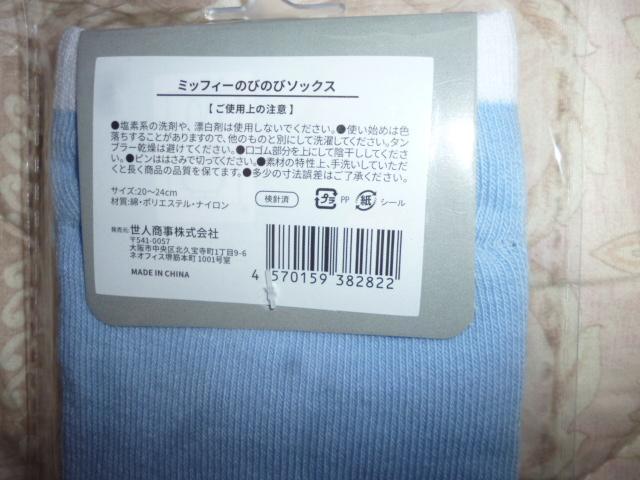 ミッフィーのびのびソックス
【ご使用上の注意】
●塩素系の洗剤や、漂白剤は使用しないでください。●使い始めは色
落ちすることがありますので、他のものと別にして洗濯してください。タン
ブラー乾燥は避けてください。●口ゴム部分を上にして陰干ししてくださ
い。●ピンははさみで切ってください。●素材の特性上、手洗いしていただ
くと長く商品の品質を保てます。●多少の寸法誤差はご了承ください。
サイズ:20〜24cm
材質:綿・ポリエステル・ナイロン
検針済
プラ PP 紙 シール
発売元: 世人商事株式会社
〒541-0057
大阪市中央区北久宝寺町1丁目9-6
ネオフィス堺筋本町 1001号室
MADE IN CHINA
4 570159 382822